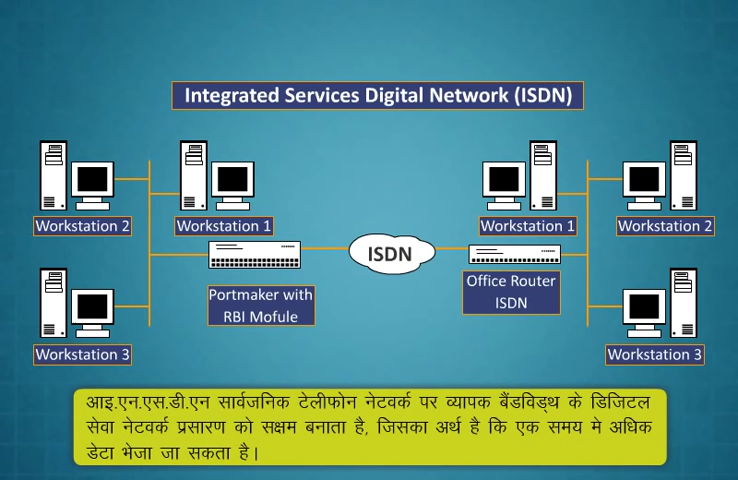 Integrated Services Digital Network (ISDN)
Workstation 2
Workstation 1
Workstation 1
Workstation 2
ISDN
Portmaker with
RBI Mofule
Office Router
ISDN
Workstation 3
Workstation 3
आइ.एन.एस.डी.एन सार्वजनिक टेलीफोन नेटवर्क पर व्यापक बैंडविड्थ के डिजिटल
सेवा नेटवर्क प्रसारण को सक्षम बनाता है, जिसका अर्थ है कि एक समय मे अधिक
डेटा भेजा जा सकता है।